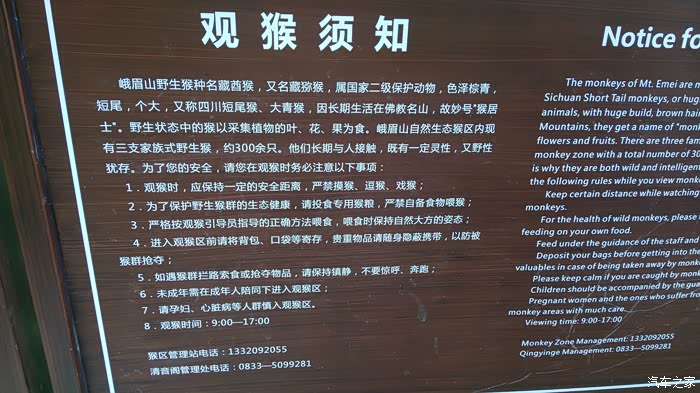 观猴须知
峨眉山野生猴种名藏酋猴，又名藏猕猴，属国家二级保护动物，色泽棕青，
短尾，个大，又称四川短尾猴、大青猴，因长期生活在佛教名山，故妙号"猴居
士"。野生状态中的猴以采集植物的叶、花、果为食。峨眉山自然生态猴区内现
有三支家族式野生猴，约300余只。他们长期与人接触，既有一定灵性，又野性
犹存。为了您的安全，请您在观猴时务必注意以下事项：
1．观猴时，应保持一定的安全距离，严禁摸猴、逗猴、戏猴；
2．为了保护野生猴群的生态健康，请投食专用猴粮，严禁自备食物喂猴；
3．严格按观猴引导员指导的正确方法喂食，喂食时保持自然大方的姿态；
4．进入观猴区前请将背包、口袋等寄存，贵重物品请随身隐蔽携带，以防被
猴群抢夺；
5．如遇猴群拦路索食或抢夺物品，请保持镇静，不要惊呼、奔跑；
6．未成年需在成年人陪同下进入观猴区；
7．请孕妇、心脏病等人群慎入观猴区。
8．观猴时间：9:00—17:00
猴区管理站电话：1332092055
清音阁管理处电话：0833—5099281
Notice fo
The monkeys of Mt. Emei are m
Sichuan Short Tail monkeys, or hug
animals, with huge build, brown hair
Mountains, they get a name of "mon
flowers and fruits. There are three fam
monkey zone with a total number of 30
is why they are both wild and intelligen
the following rules while you view monk
Keep certain distance while watching
monkeys.
For the health of wild monkeys, please
feeding on your own food.
Feed under the guidance of the staff and
Deposit your bags before getting into the
valuables in case of being taken away by monk
Please keep calm if you are caught by monk
Children should be accompanied by the gua
Pregnant women and the ones who suffer f
monkey areas with much care.
Viewing time: 9:00-17:00
Monkey Zone Management: 1332092055
Qingyinge Management: 0833—5099281
汽车之家